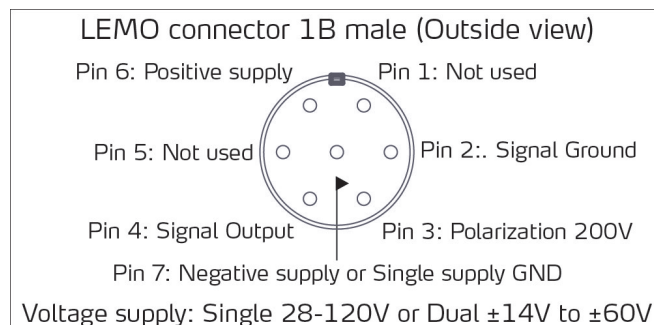 LEMO connector 1B male (Outside view)
Pin 6: Positive supply
Pin 1: Not used
Pin 5: Not used
Pin 2:. Signal Ground
Pin 4: Signal Output
Pin 3: Polarization 200V
Pin 7: Negative supply or Single supply GND
Voltage supply: Single 28-120V or Dual ±14V to ±60V